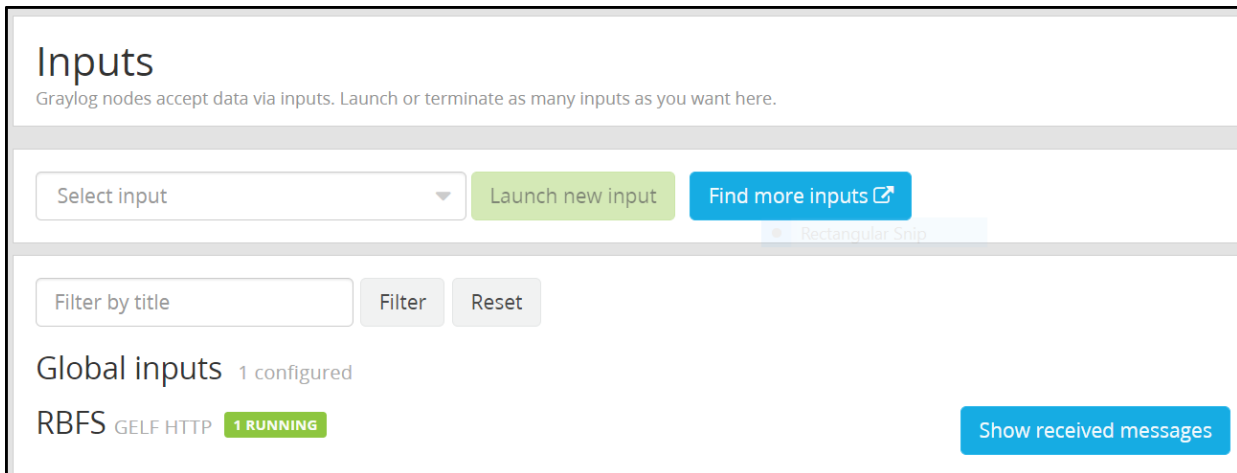 Inputs
Graylog nodes accept data via inputs. Launch or terminate as many inputs as you want here.
Select input Launch new input Find more inputs
Rectangular Snip
Filter by title Filter Reset
Global inputs 1 configured
RBFS GELF HTTP 1 RUNNING
Show received messages